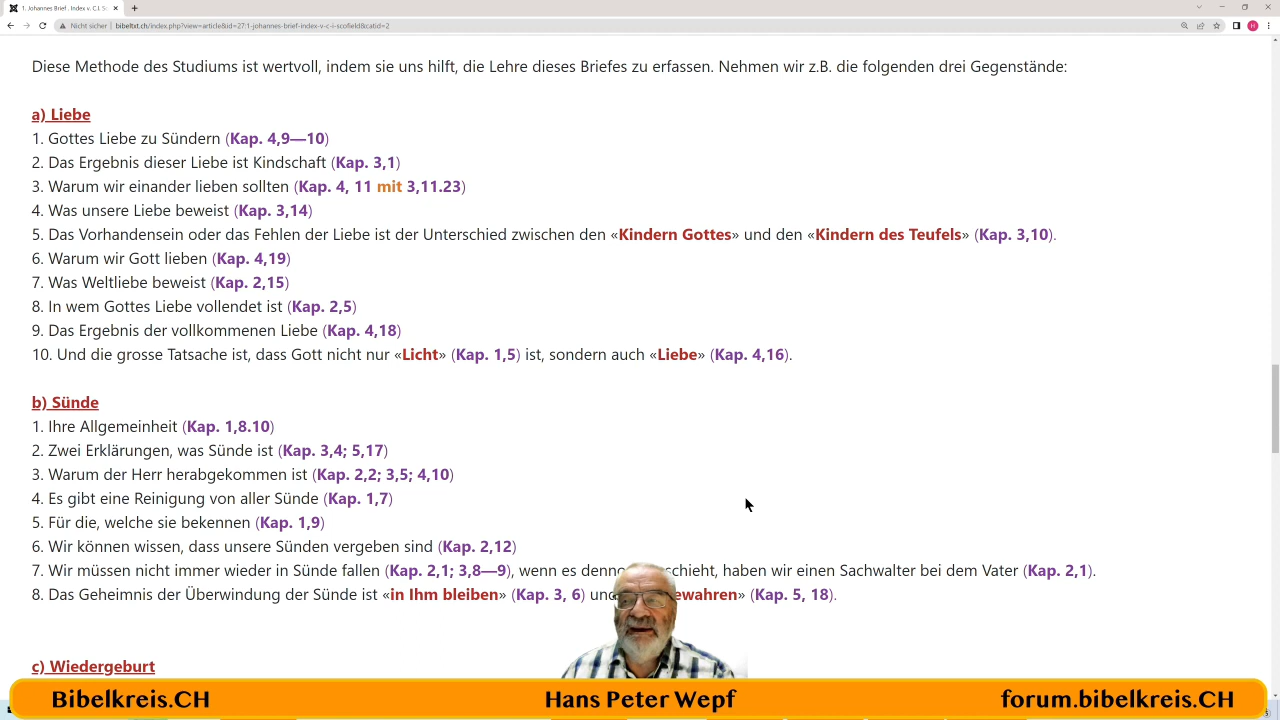 1. Johannes Brief . Index v. C.I. Sc
Nicht sicher | bibeltxt.ch/index.php?view=article&id=27:1-johannes-brief-index-v-c-i-scofield&catid=2
Diese Methode des Studiums ist wertvoll, indem sie uns hilft, die Lehre dieses Briefes zu erfassen. Nehmen wir z.B. die folgenden drei Gegenstände:
a) Liebe
1. Gottes Liebe zu Sündern (Kap. 4,9—10)
2. Das Ergebnis dieser Liebe ist Kindschaft (Kap. 3,1)
3. Warum wir einander lieben sollten (Kap. 4, 11 mit 3,11.23)
4. Was unsere Liebe beweist (Kap. 3,14)
5. Das Vorhandensein oder das Fehlen der Liebe ist der Unterschied zwischen den «Kindern Gottes» und den «Kindern des Teufels» (Kap. 3,10).
6. Warum wir Gott lieben (Kap. 4,19)
7. Was Weltliebe beweist (Kap. 2,15)
8. In wem Gottes Liebe vollendet ist (Kap. 2,5)
9. Das Ergebnis der vollkommenen Liebe (Kap. 4,18)
10. Und die grosse Tatsache ist, dass Gott nicht nur «Licht» (Kap. 1,5) ist, sondern auch «Liebe» (Kap. 4,16).
b) Sünde
1. Ihre Allgemeinheit (Kap. 1,8.10)
2. Zwei Erklärungen, was Sünde ist (Kap. 3,4; 5,17)
3. Warum der Herr herabgekommen ist (Kap. 2,2; 3,5; 4,10)
4. Es gibt eine Reinigung von aller Sünde (Kap. 1,7)
5. Für die, welche sie bekennen (Kap. 1,9)
6. Wir können wissen, dass unsere Sünden vergeben sind (Kap. 2,12)
7. Wir müssen nicht immer wieder in Sünde fallen (Kap. 2,1; 3,8—9), wenn es denno schieht, haben wir einen Sachwalter bei dem Vater (Kap. 2,1).
8. Das Geheimnis der Überwindung der Sünde ist «in Ihm bleiben» (Kap. 3, 6) und ewahren» (Kap. 5, 18).
c) Wiedergeburt
Bibelkreis.CH Hans Peter Wepf forum.bibelkreis.CH